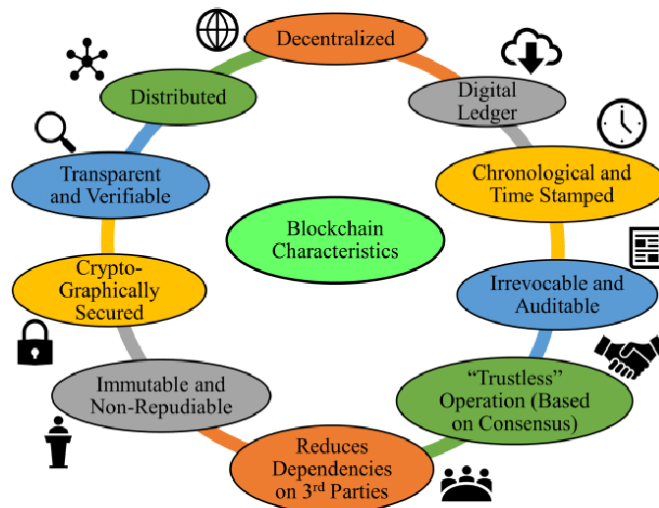 Decentralized
Digital
Ledger
Chronological and
Time Stamped
Irrevocable and
Auditable
“Trustless”
Operation (Based
on Consensus)
Reduces
Dependencies
on 3rd Parties
Immutable and
Non-Repudiable
Crypto-
Graphically
Secured
Transparent
and Verifiable
Distributed
Blockchain
Characteristics